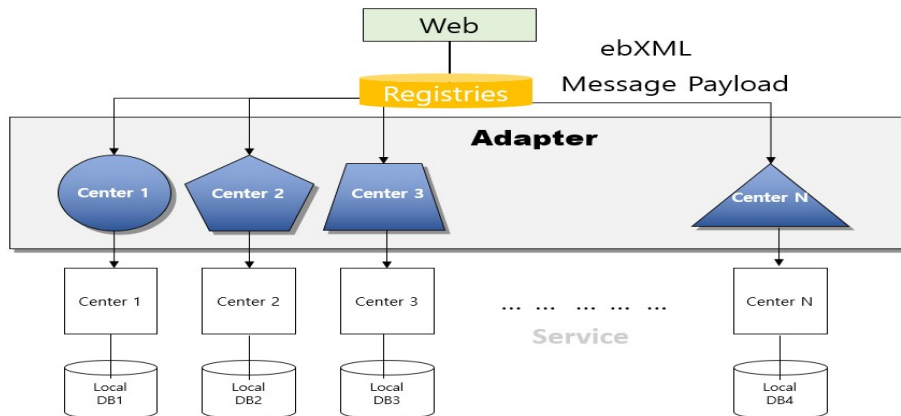 Web
ebXML
Registries
Message Payload
Adapter
Center 1
Center 2
Center 3
Center N
Center 1
Center 2
Center 3
... ... ... ... ...
Center N
Service
Local
DB1
Local
DB2
Local
DB3
Local
DB4